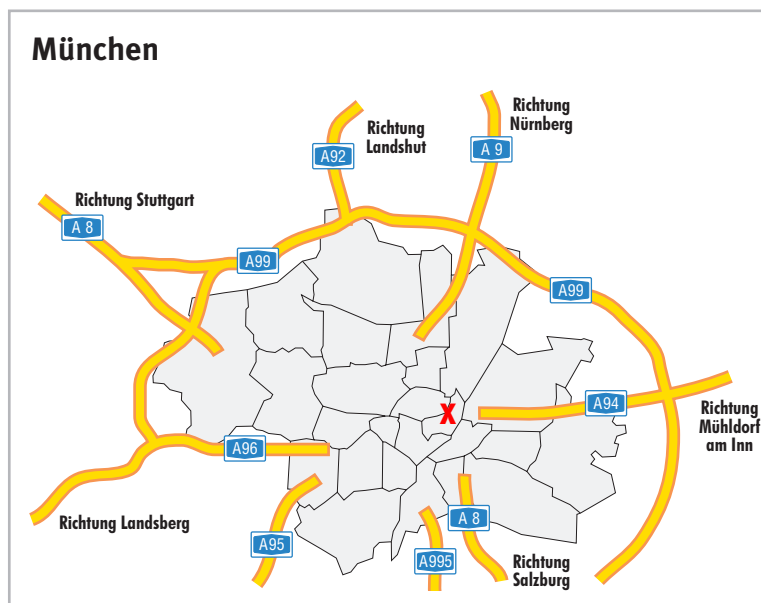 München
Richtung
Nürnberg
Richtung
Landshut
A92
A 9
Richtung Stuttgart
A 8
A99
A99
A94
Richtung
Mühldorf
am Inn
A96
Richtung Landsberg
A 8
A95
A995
Richtung
Salzburg
X